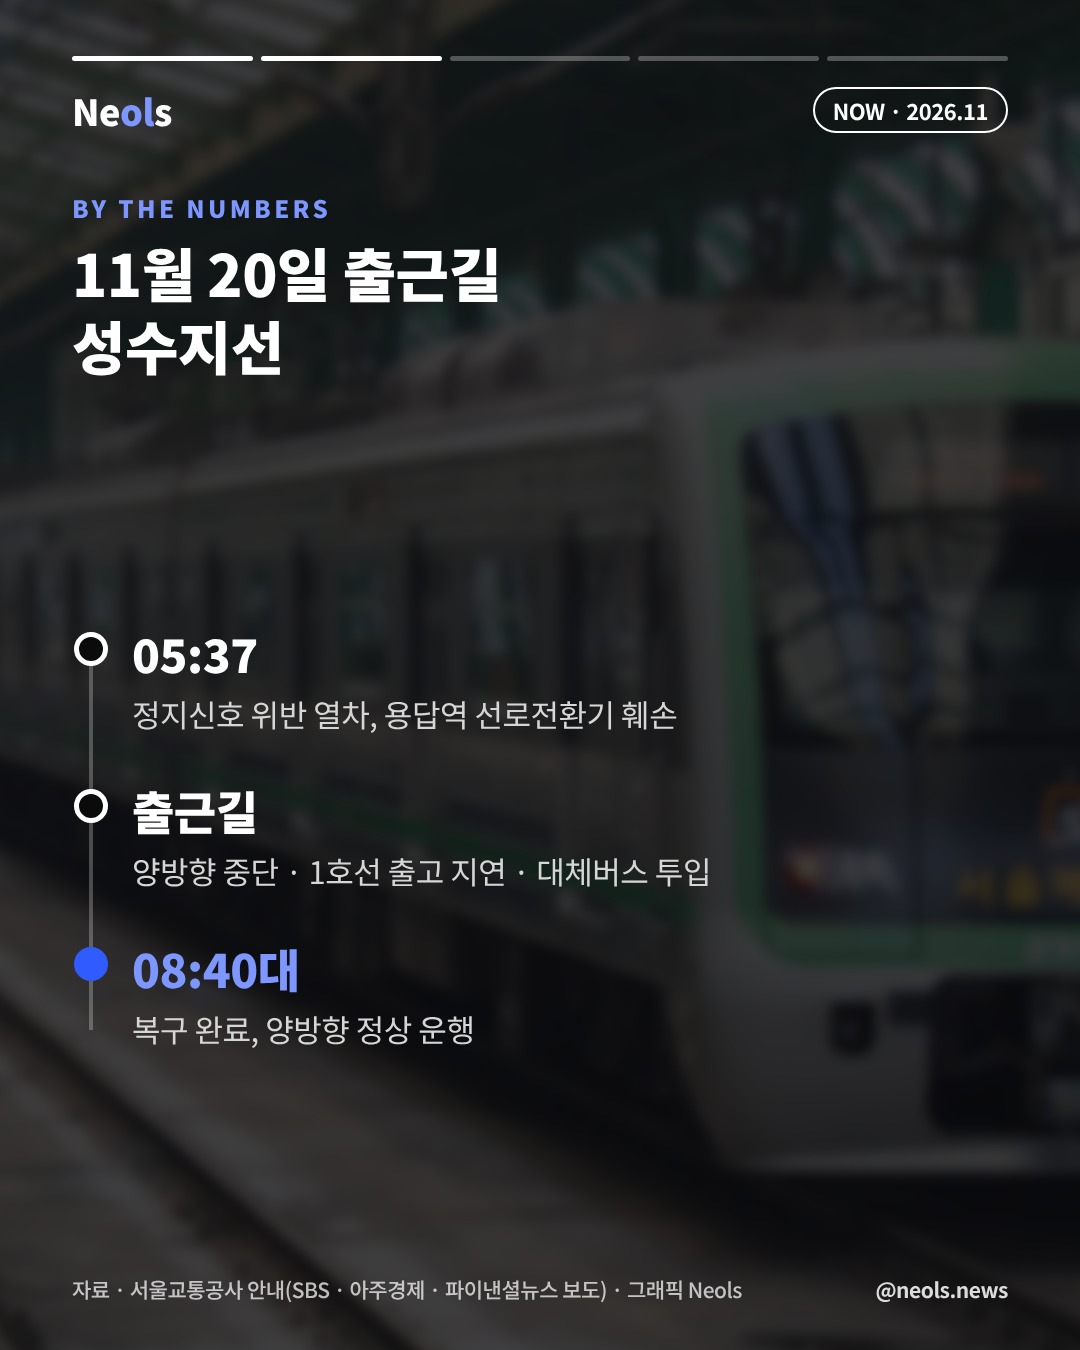 Neols
NOW · 2026.11
BY THE NUMBERS
11월 20일 출근길
성수지선
05:37
정지신호 위반 열차, 용답역 선로전환기 훼손
출근길
양방향 중단 · 1호선 출고 지연 · 대체버스 투입
08:40대
복구 완료, 양방향 정상 운행
자료 · 서울교통공사 안내(SBS · 아주경제 · 파이낸셜뉴스 보도) · 그래픽 Neols
@neols.news